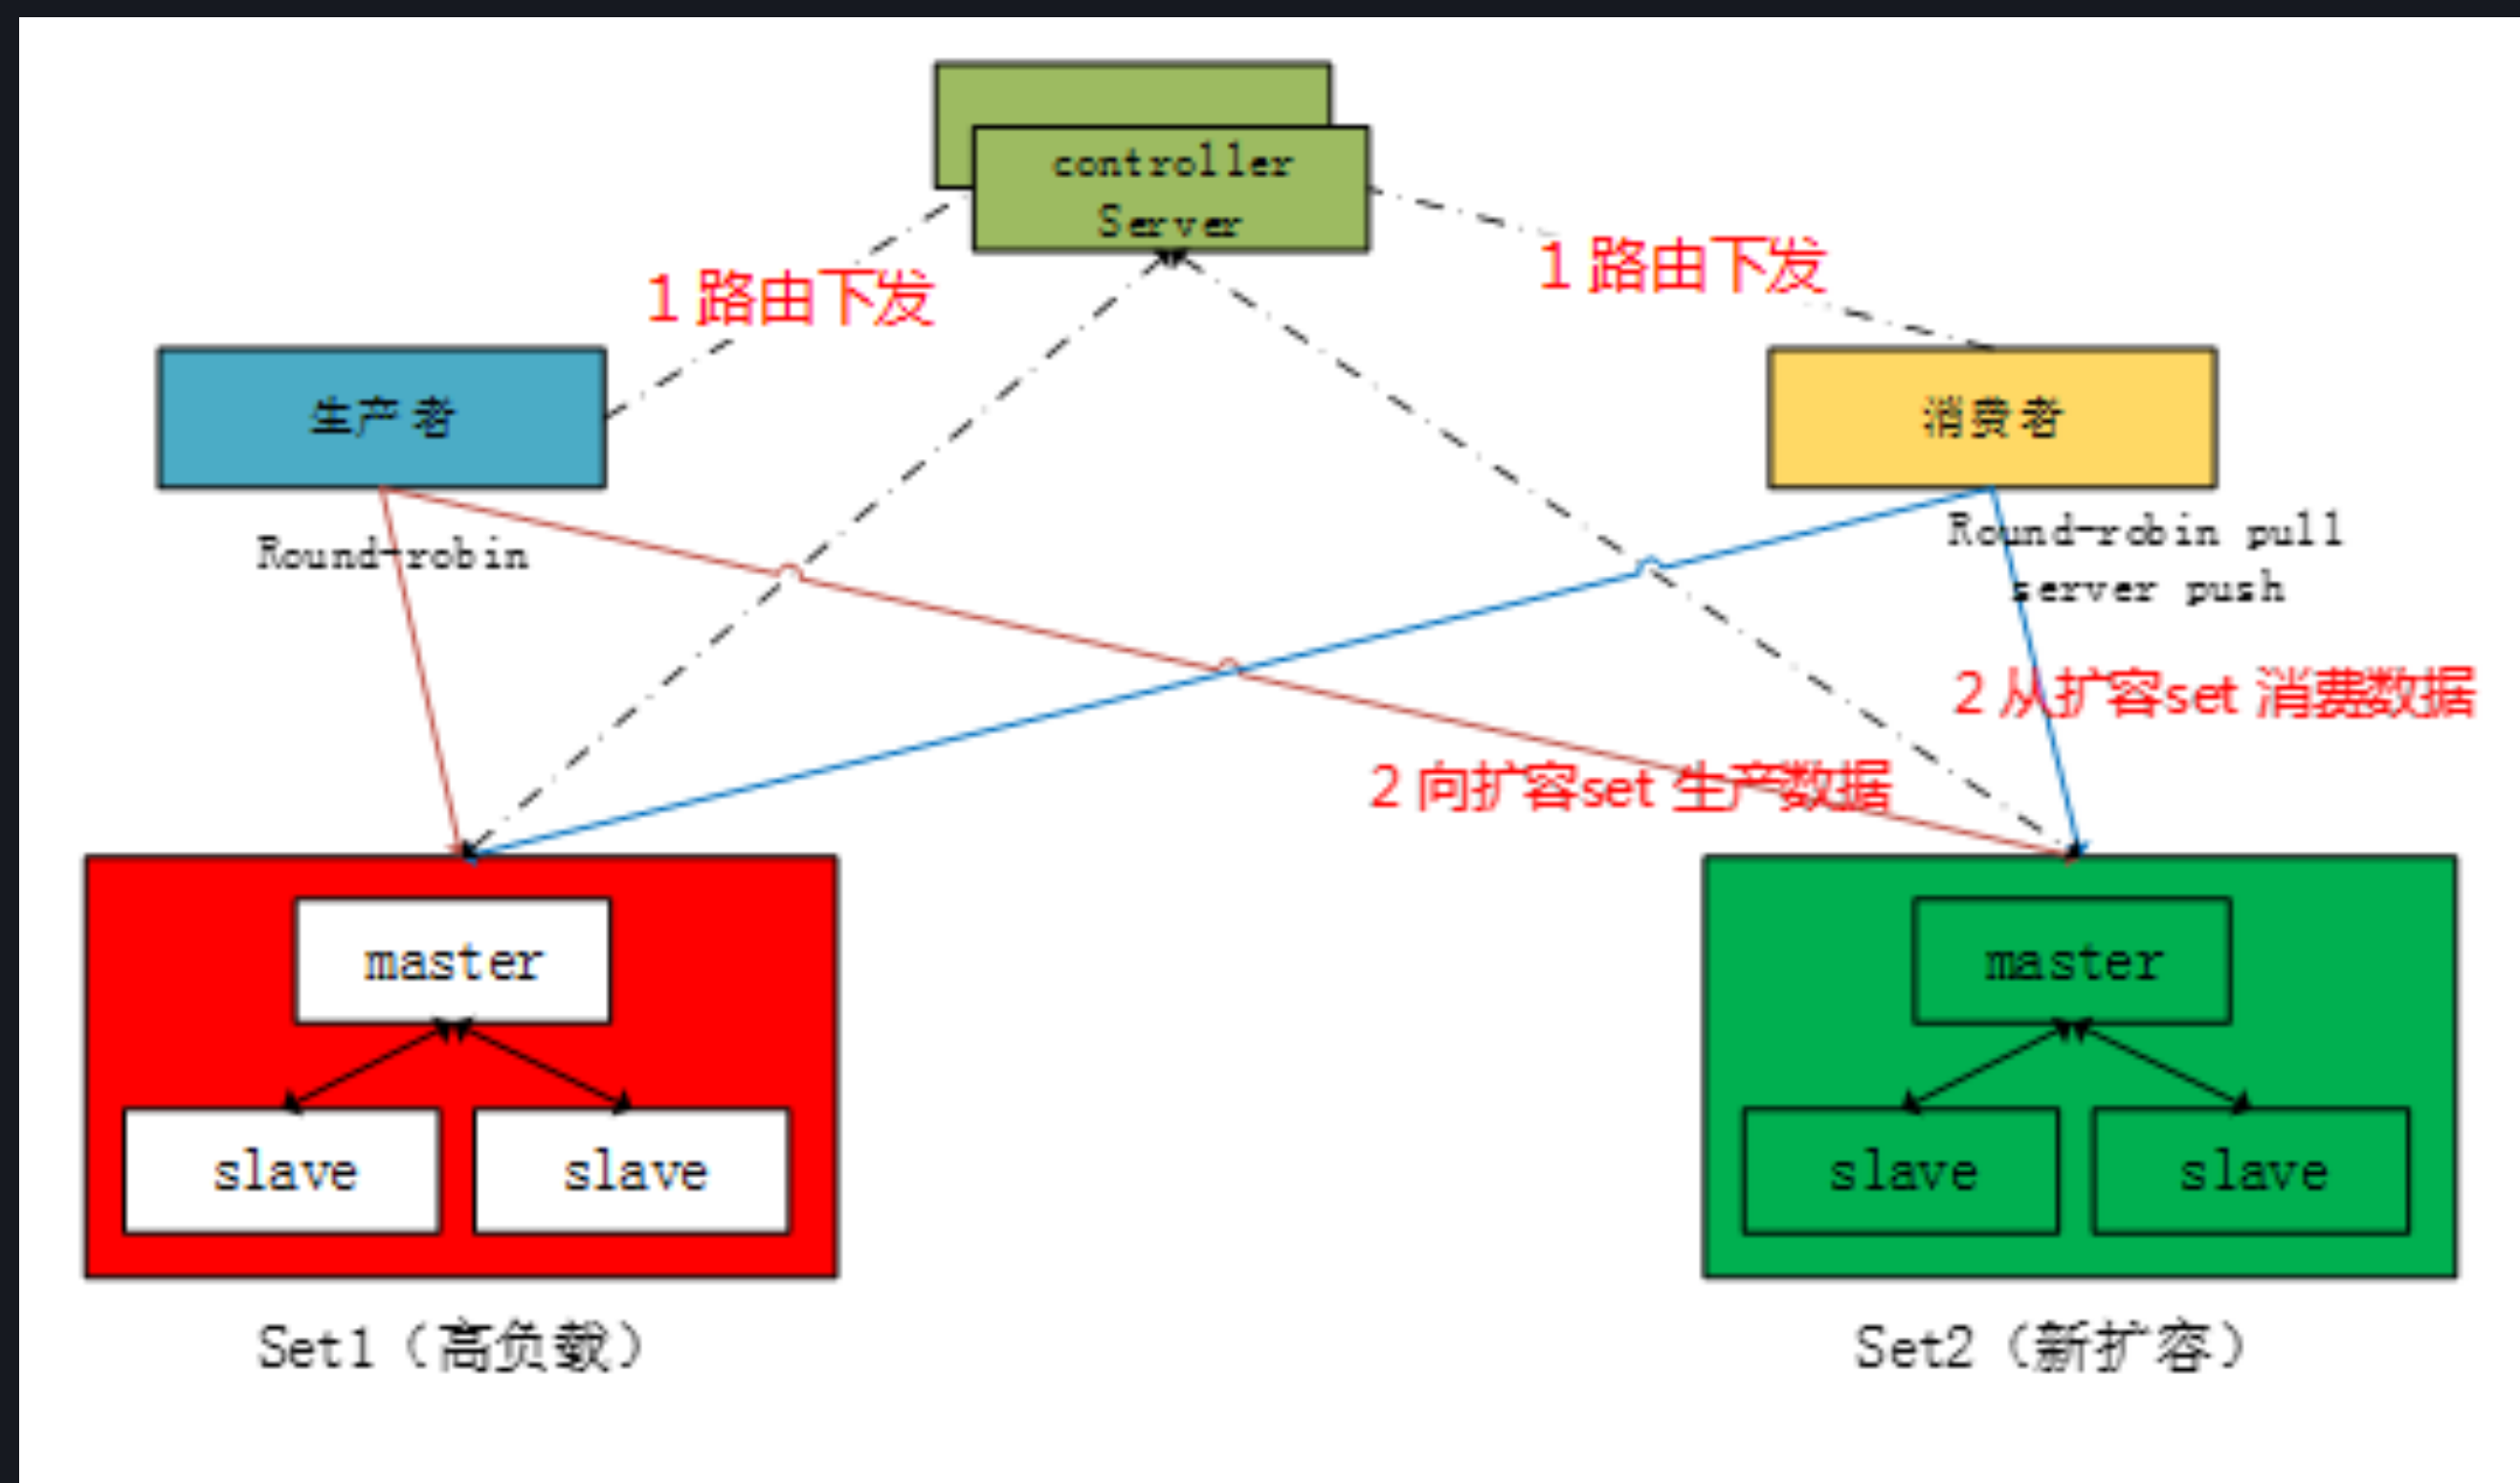 controller
Server
1 路由下发
1 路由下发
生产者
消费者
Round-robin
Round-robin pull
server push
2 从扩容set 消费数据
2 向扩容set 生产数据
master
slave
slave
master
slave
slave
Set1（高负载）
Set2（新扩容）